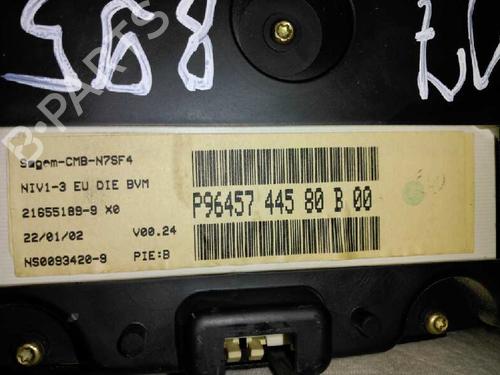 B-PARTS
Sagem-CMB-N7SF4
NIV1-3 EU DIE BVM
21655189-9 X0
22/01/02 V00.24
NS0093420-9 PIE:B
P96457 445 80 B 00